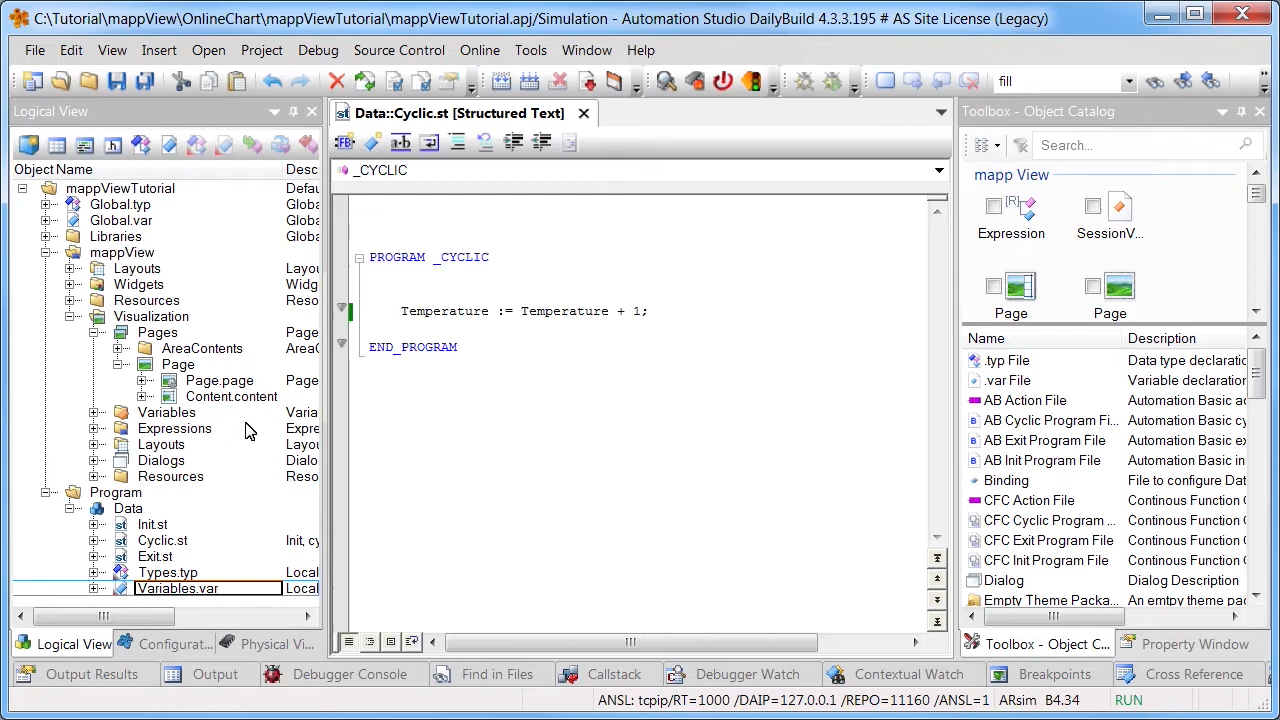 C:\Tutorial\mappView\OnlineChart\mappViewTutorial\mappViewTutorial.apj/Simulation - Automation Studio DailyBuild 4.3.3.195 # AS Site License (Legacy)
File Edit View Insert Open Project Debug Source Control Online Tools Window Help
fill
Logical View
Data::Cyclic.st [Structured Text]
Toolbox - Object Catalog
Search...
Object Name Desc
_CYCLIC
mapp View
mappViewTutorial Defau
Global.typ Globa
Global.var Globa
Libraries Globa
mappView
Layouts Layou
Widgets Widge
Resources Reso
Visualization
Pages Page
AreaContents AreaC
Page
Page.page Page
Content.content
Variables Varia
Expressions Expre
Layouts Layou
Dialogs Dialo
Resources Reso
Program
Data
Init.st
Cyclic.st Init, cy
Exit.st
Types.typ Local
Variables.var Local
PROGRAM _CYCLIC
Temperature := Temperature + 1;
END_PROGRAM
[R]
Expression SessionV...
Page Page
Name Description
.typ File Data type declaratio
.var File Variable declaration
AB Action File Automation Basic ac
AB Cyclic Program Fi... Automation Basic cy
AB Exit Program File Automation Basic ex
AB Init Program File Automation Basic in
Binding File to configure Dat
CFC Action File Continous Function C
CFC Cyclic Program ... Continous Function C
CFC Exit Program File Continous Function C
CFC Init Program File Continous Function C
Dialog Dialog Description
Empty Theme Packa... An emtpy theme pac
Logical View Configurat... Physical Vi...
Toolbox - Object C... Property Window
Output Results Output Debugger Console Find in Files Callstack Debugger Watch Contextual Watch Breakpoints Cross Reference
ANSL: tcpip/RT=1000 /DAIP=127.0.0.1 /REPO=11160 /ANSL=1 ARsim B4.34 RUN